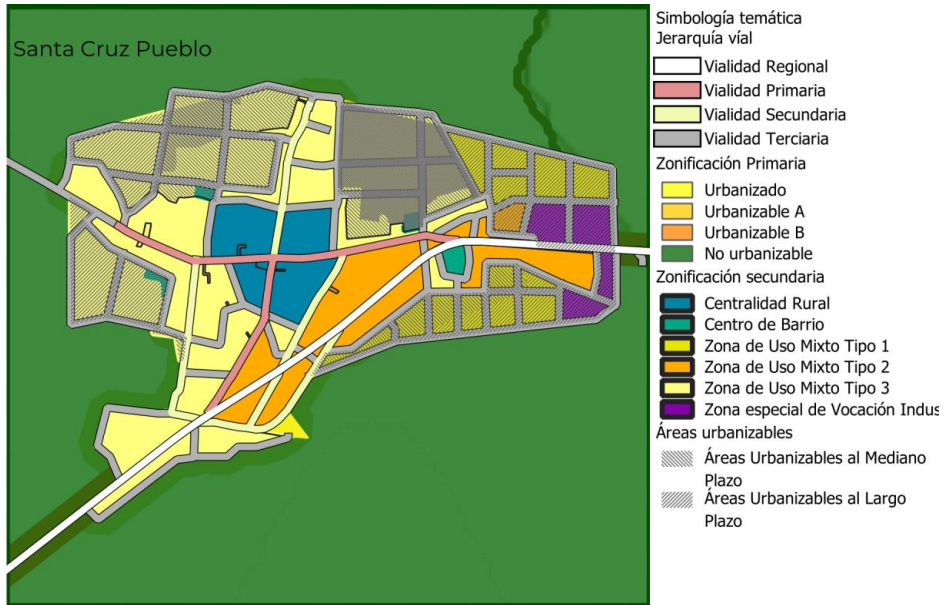 Santa Cruz Pueblo
Simbología temática
Jerarquía víal
Vialidad Regional
Vialidad Primaria
Vialidad Secundaria
Vialidad Terciaria
Zonificación Primaria
Urbanizado
Urbanizable A
Urbanizable B
No urbanizable
Zonificación secundaria
Centralidad Rural
Centro de Barrio
Zona de Uso Mixto Tipo 1
Zona de Uso Mixto Tipo 2
Zona de Uso Mixto Tipo 3
Zona especial de Vocación Indus
Áreas urbanizables
Áreas Urbanizables al Mediano
Plazo
Áreas Urbanizables al Largo
Plazo